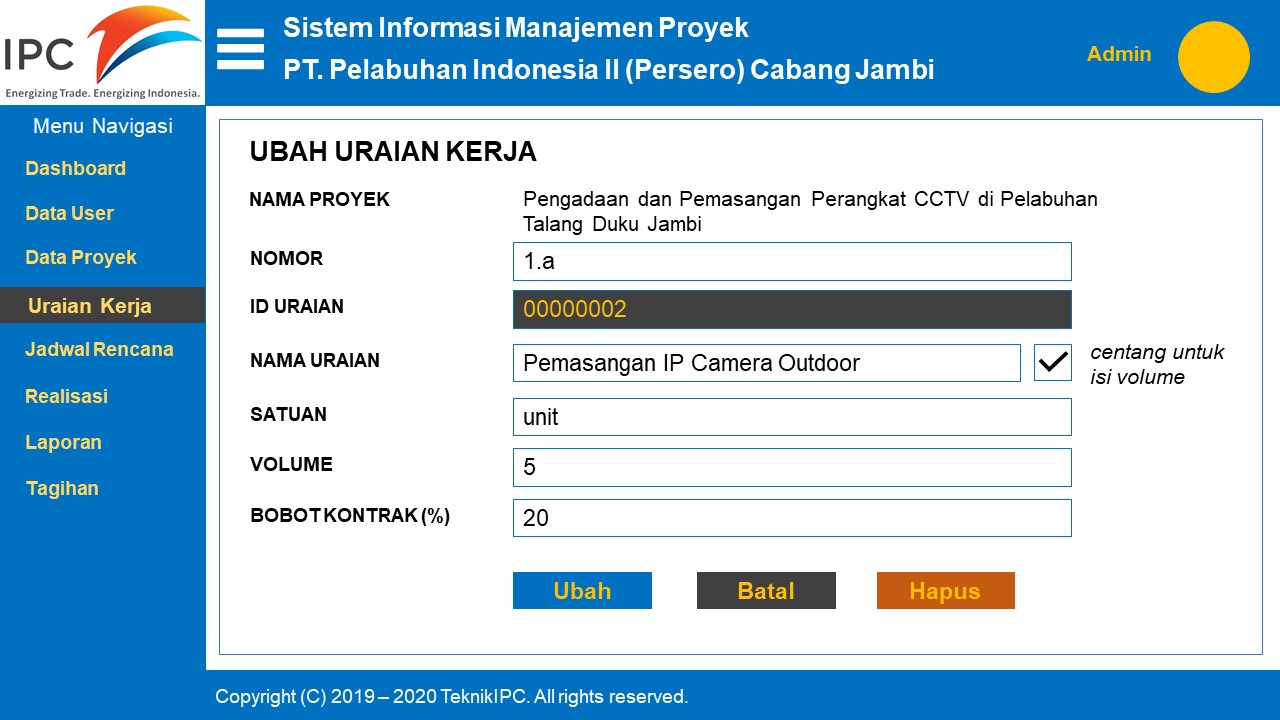 IPC
Energizing Trade. Energizing Indonesia.
Sistem Informasi Manajemen Proyek
PT. Pelabuhan Indonesia II (Persero) Cabang Jambi
Admin
Menu Navigasi
Dashboard
Data User
Data Proyek
Uraian Kerja
Jadwal Rencana
Realisasi
Laporan
Tagihan
UBAH URAIAN KERJA
NAMA PROYEK
Pengadaan dan Pemasangan Perangkat CCTV di Pelabuhan
Talang Duku Jambi
NOMOR
1.a
ID URAIAN
00000002
NAMA URAIAN
Pemasangan IP Camera Outdoor
centang untuk
isi volume
SATUAN
unit
VOLUME
5
BOBOT KONTRAK (%)
20
Ubah
Batal
Hapus
Copyright (C) 2019 – 2020 TeknikIPC. All rights reserved.